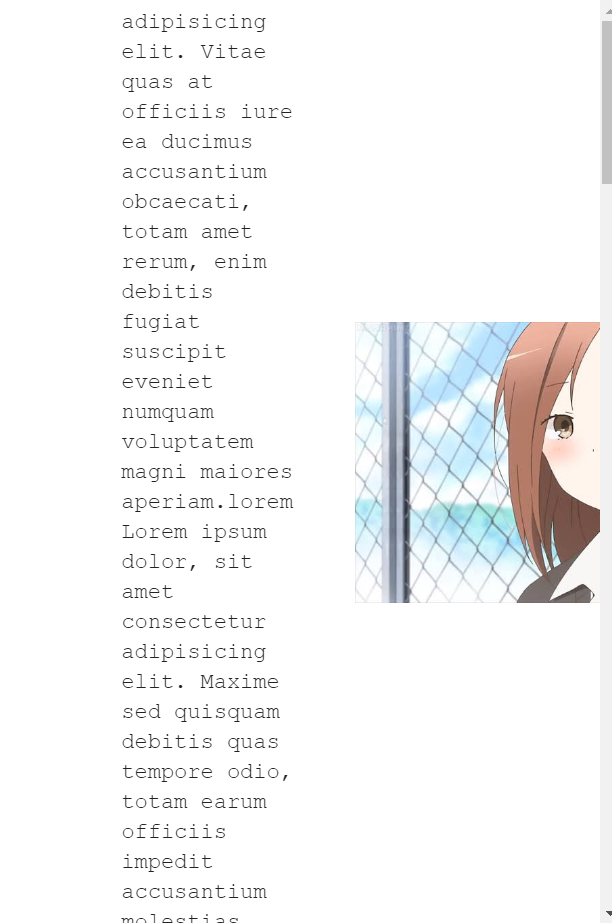 adipisicing
elit. Vitae
quas at
officiis iure
ea ducimus
accusantium
obcaecati,
totam amet
rerum, enim
debitis
fugiat
suscipit
eveniet
numquam
voluptatem
magni maiores
aperiam.lorem
Lorem ipsum
dolor, sit
amet
consectetur
adipisicing
elit. Maxime
sed quisquam
debitis quas
tempore odio,
totam earum
officiis
impedit
accusantium
molestias